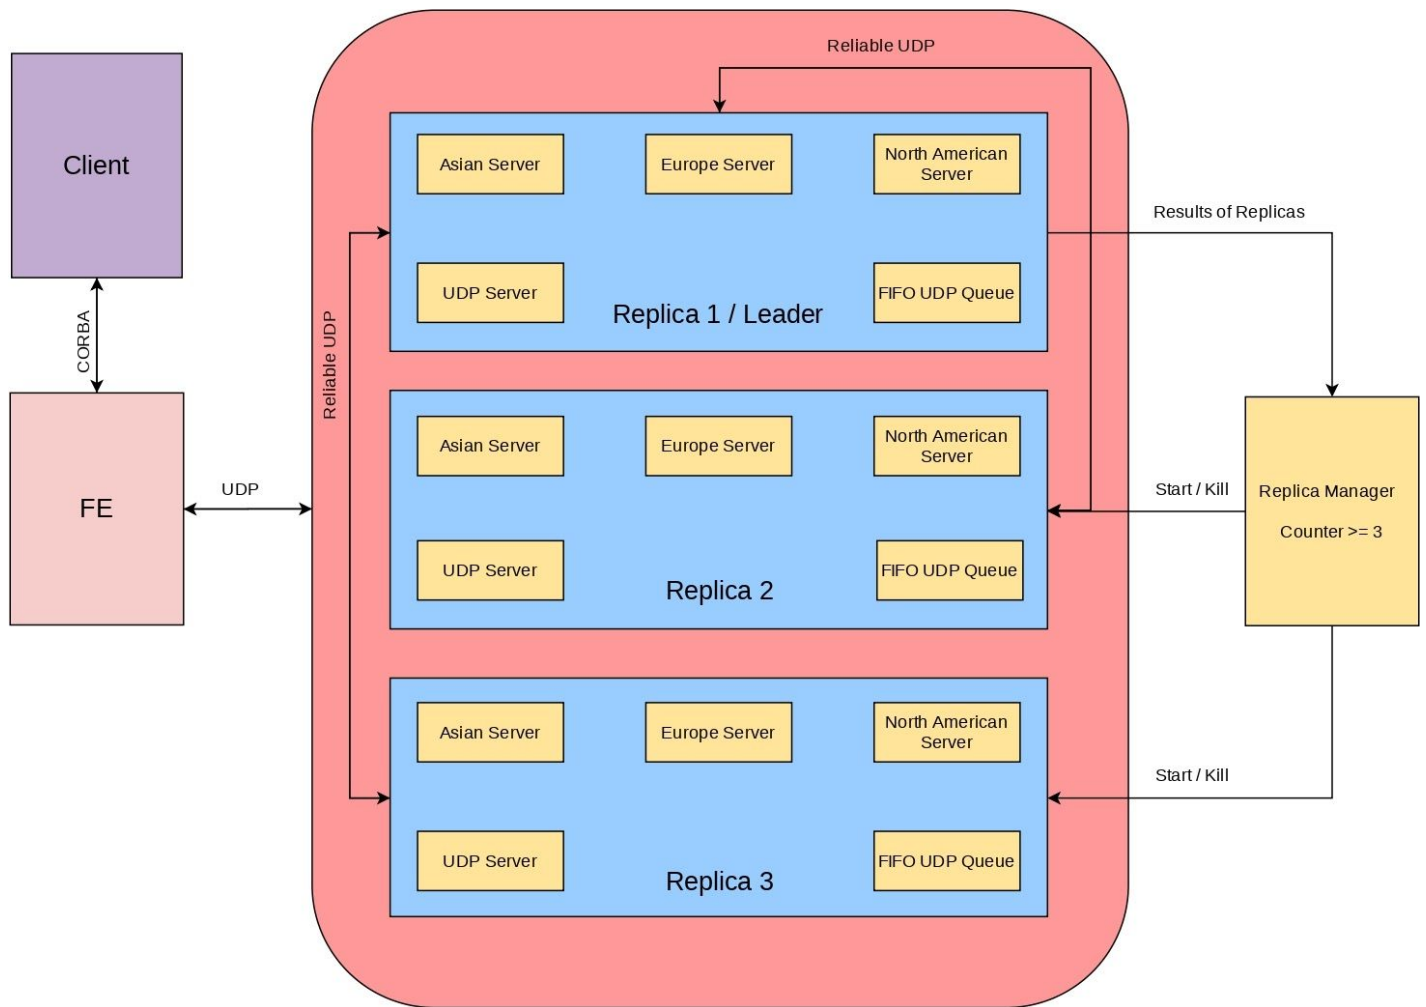 Reliable UDP
Client
Asian Server
Europe Server
North American
Server
Results of Replicas
UDP Server
FIFO UDP Queue
Replica 1 / Leader
CORBA
Reliable UDP
FE
UDP
Asian Server
Europe Server
North American
Server
UDP Server
FIFO UDP Queue
Replica 2
Start / Kill
Replica Manager
Counter >= 3
Asian Server
Europe Server
North American
Server
Start / Kill
UDP Server
FIFO UDP Queue
Replica 3